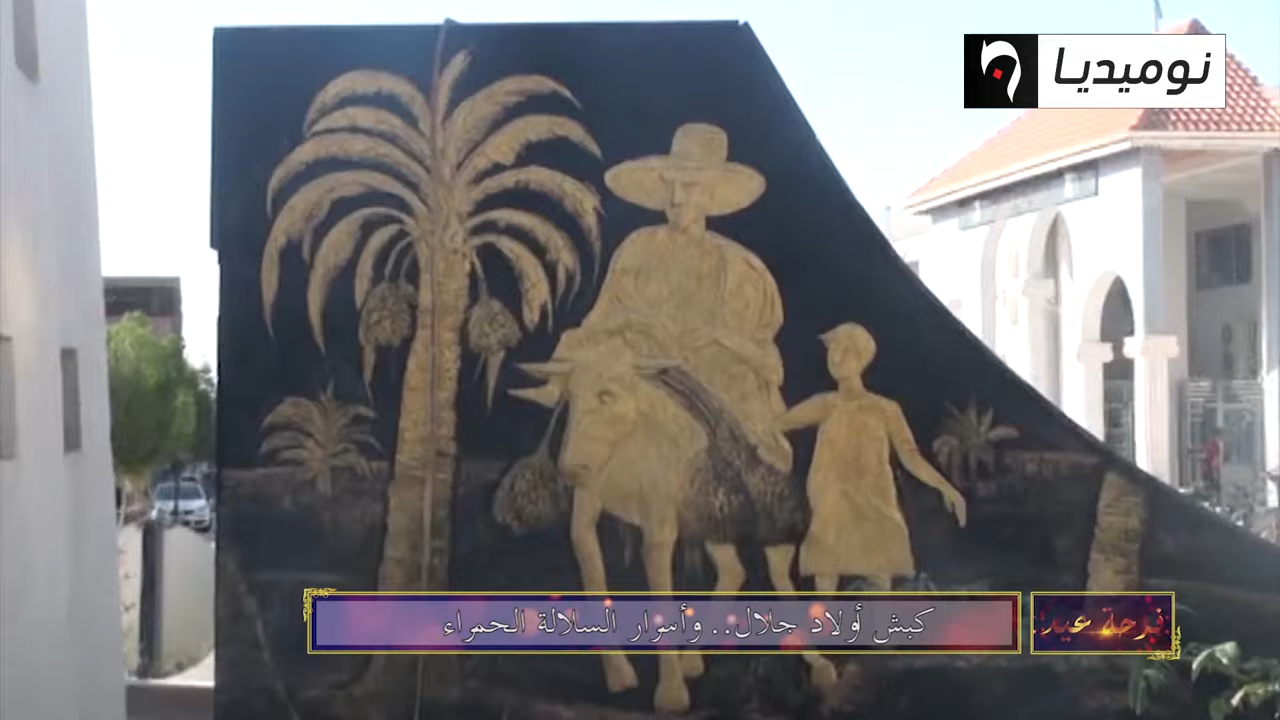 نوميديا
كبش أولاد جلال.. وأسرار السلالة الحمراء
فرحة عيد